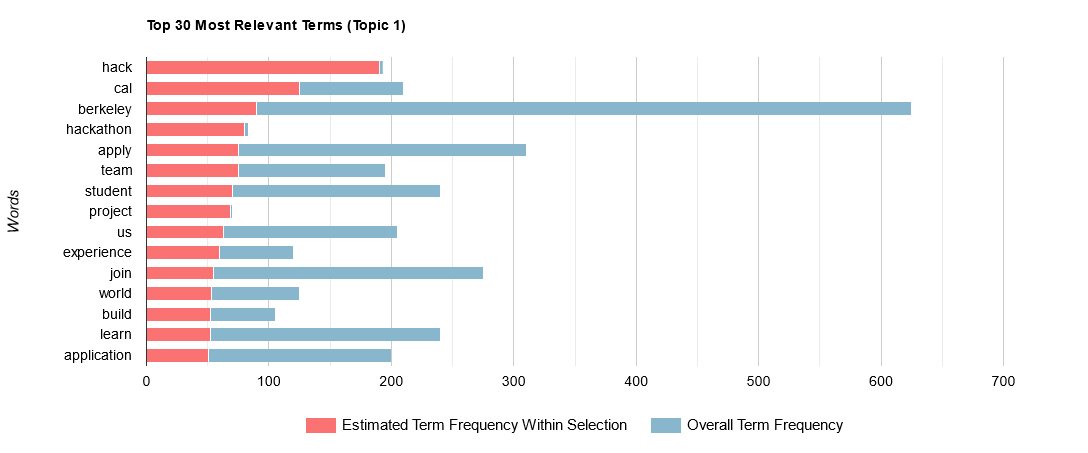 Top 30 Most Relevant Terms (Topic 1)
Words
hack
cal
berkeley
hackathon
apply
team
student
project
us
experience
join
world
build
learn
application
0 100 200 300 400 500 600 700
Estimated Term Frequency Within Selection Overall Term Frequency